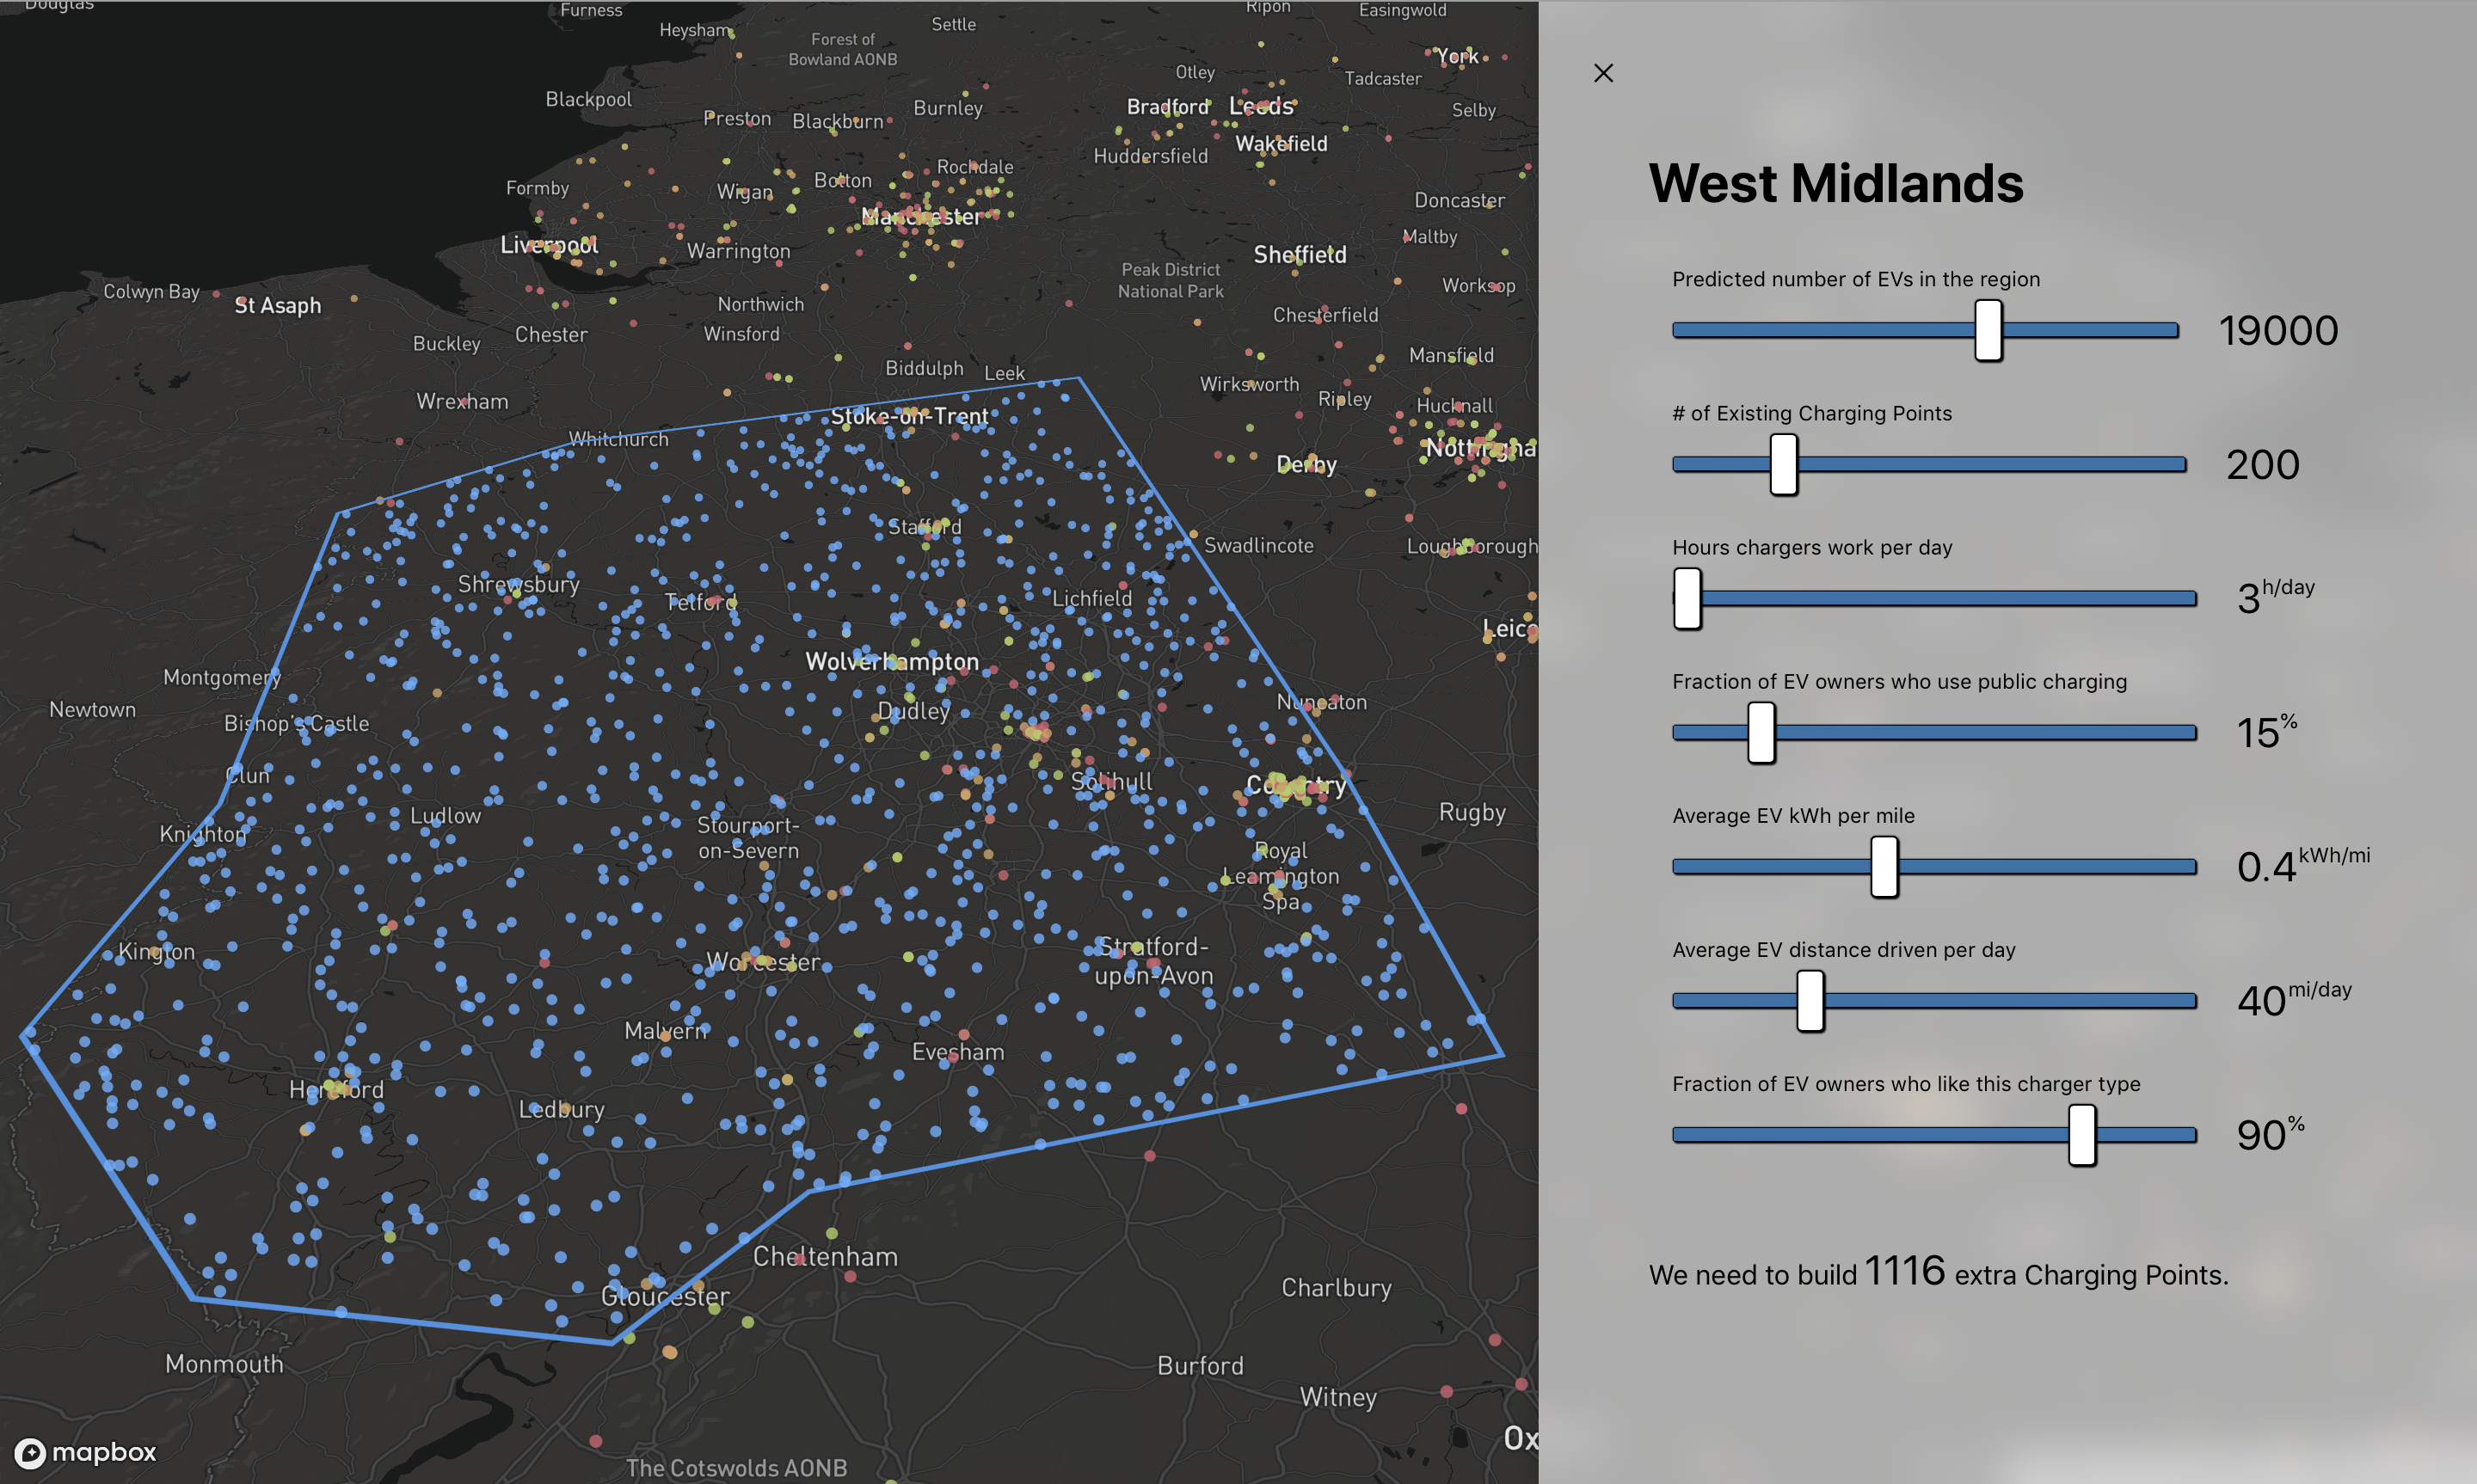 Douglas
Furness
Ripon
Easingwold
Heysham
Settle
Forest of
Bowland AONB
York
Otley
Tadcaster
Blackpool
Bradford
Leeds
Selby
Preston
Blackburn
Burnley
Wakefield
Huddersfield
Rochdale
Formby
Wigan
Bolton
Doncaster
Manchester
Liverpool
Warrington
Sheffield
Maltby
Peak District
National Park
Colwyn Bay
St Asaph
Northwich
Worksop
Chester
Winsford
Chesterfield
Buckley
Mansfield
Biddulph
Leek
Wirksworth
Wrexham
Ripley
Hucknall
Stoke-on-Trent
Whitchurch
Nottingha
Derby
Stafford
Swadlincote
Loughborough
Shrewsbury
Telford
Lichfield
Leice
Wolverhampton
Montgomery
Newtown
Bishop's Castle
Dudley
Nuneaton
Clun
Solihull
Coventry
Ludlow
Rugby
Knighton
Stourport-
on-Severn
Royal
Leamington
Spa
Kington
Worcester
Stratford-
upon-Avon
Malvern
Evesham
Hereford
Ledbury
Cheltenham
Gloucester
Charlbury
Monmouth
Burford
Witney
Ox
mapbox
The Cotswolds AONB
West Midlands
Predicted number of EVs in the region
19000
# of Existing Charging Points
200
Hours chargers work per day
3 h/day
Fraction of EV owners who use public charging
15 %
Average EV kWh per mile
0.4 kWh/mi
Average EV distance driven per day
40 mi/day
Fraction of EV owners who like this charger type
90 %
We need to build 1116 extra Charging Points.